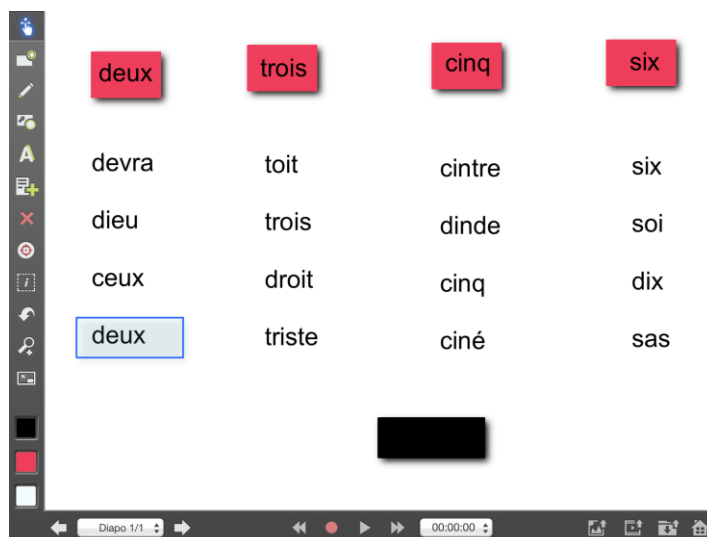 deux trois cinq six
devra toit cintre six
dieu trois dinde soi
ceux droit cinq dix
deux triste ciné sas
Diapo 1/1 00:00:00